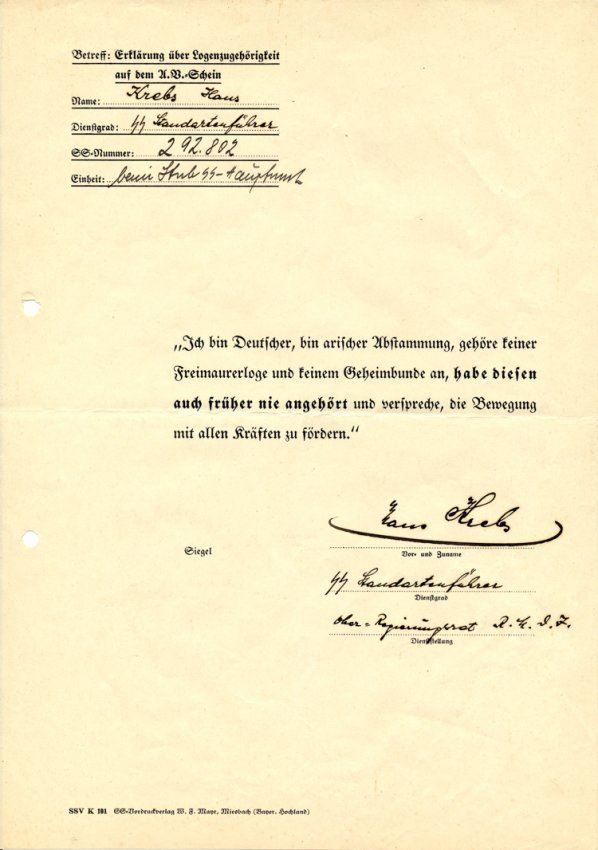 Betreff: Erklärung über Logenzugehörigkeit
auf dem A.V.-Schein
Name: Krebs Hans
Dienstgrad: SS Standartenführer
SS-Nummer: 292.802
Einheit: beim Stab SS-Hauptamt
„Ich bin Deutscher, bin arischer Abstammung, gehöre keiner
Freimaurerloge und keinem Geheimbunde an, habe diesen
auch früher nie angehört und verspreche, die Bewegung
mit allen Kräften zu fördern.“
Hans Krebs
Siegel
Vor- und Zuname
SS Standartenführer
Dienstgrad
Ober-Regierungsrat R.M.d.I.
Dienststellung
SSV K 101 SS-Vordruckverlag W. F. Mayr, Miesbach (Bayer. Hochland)